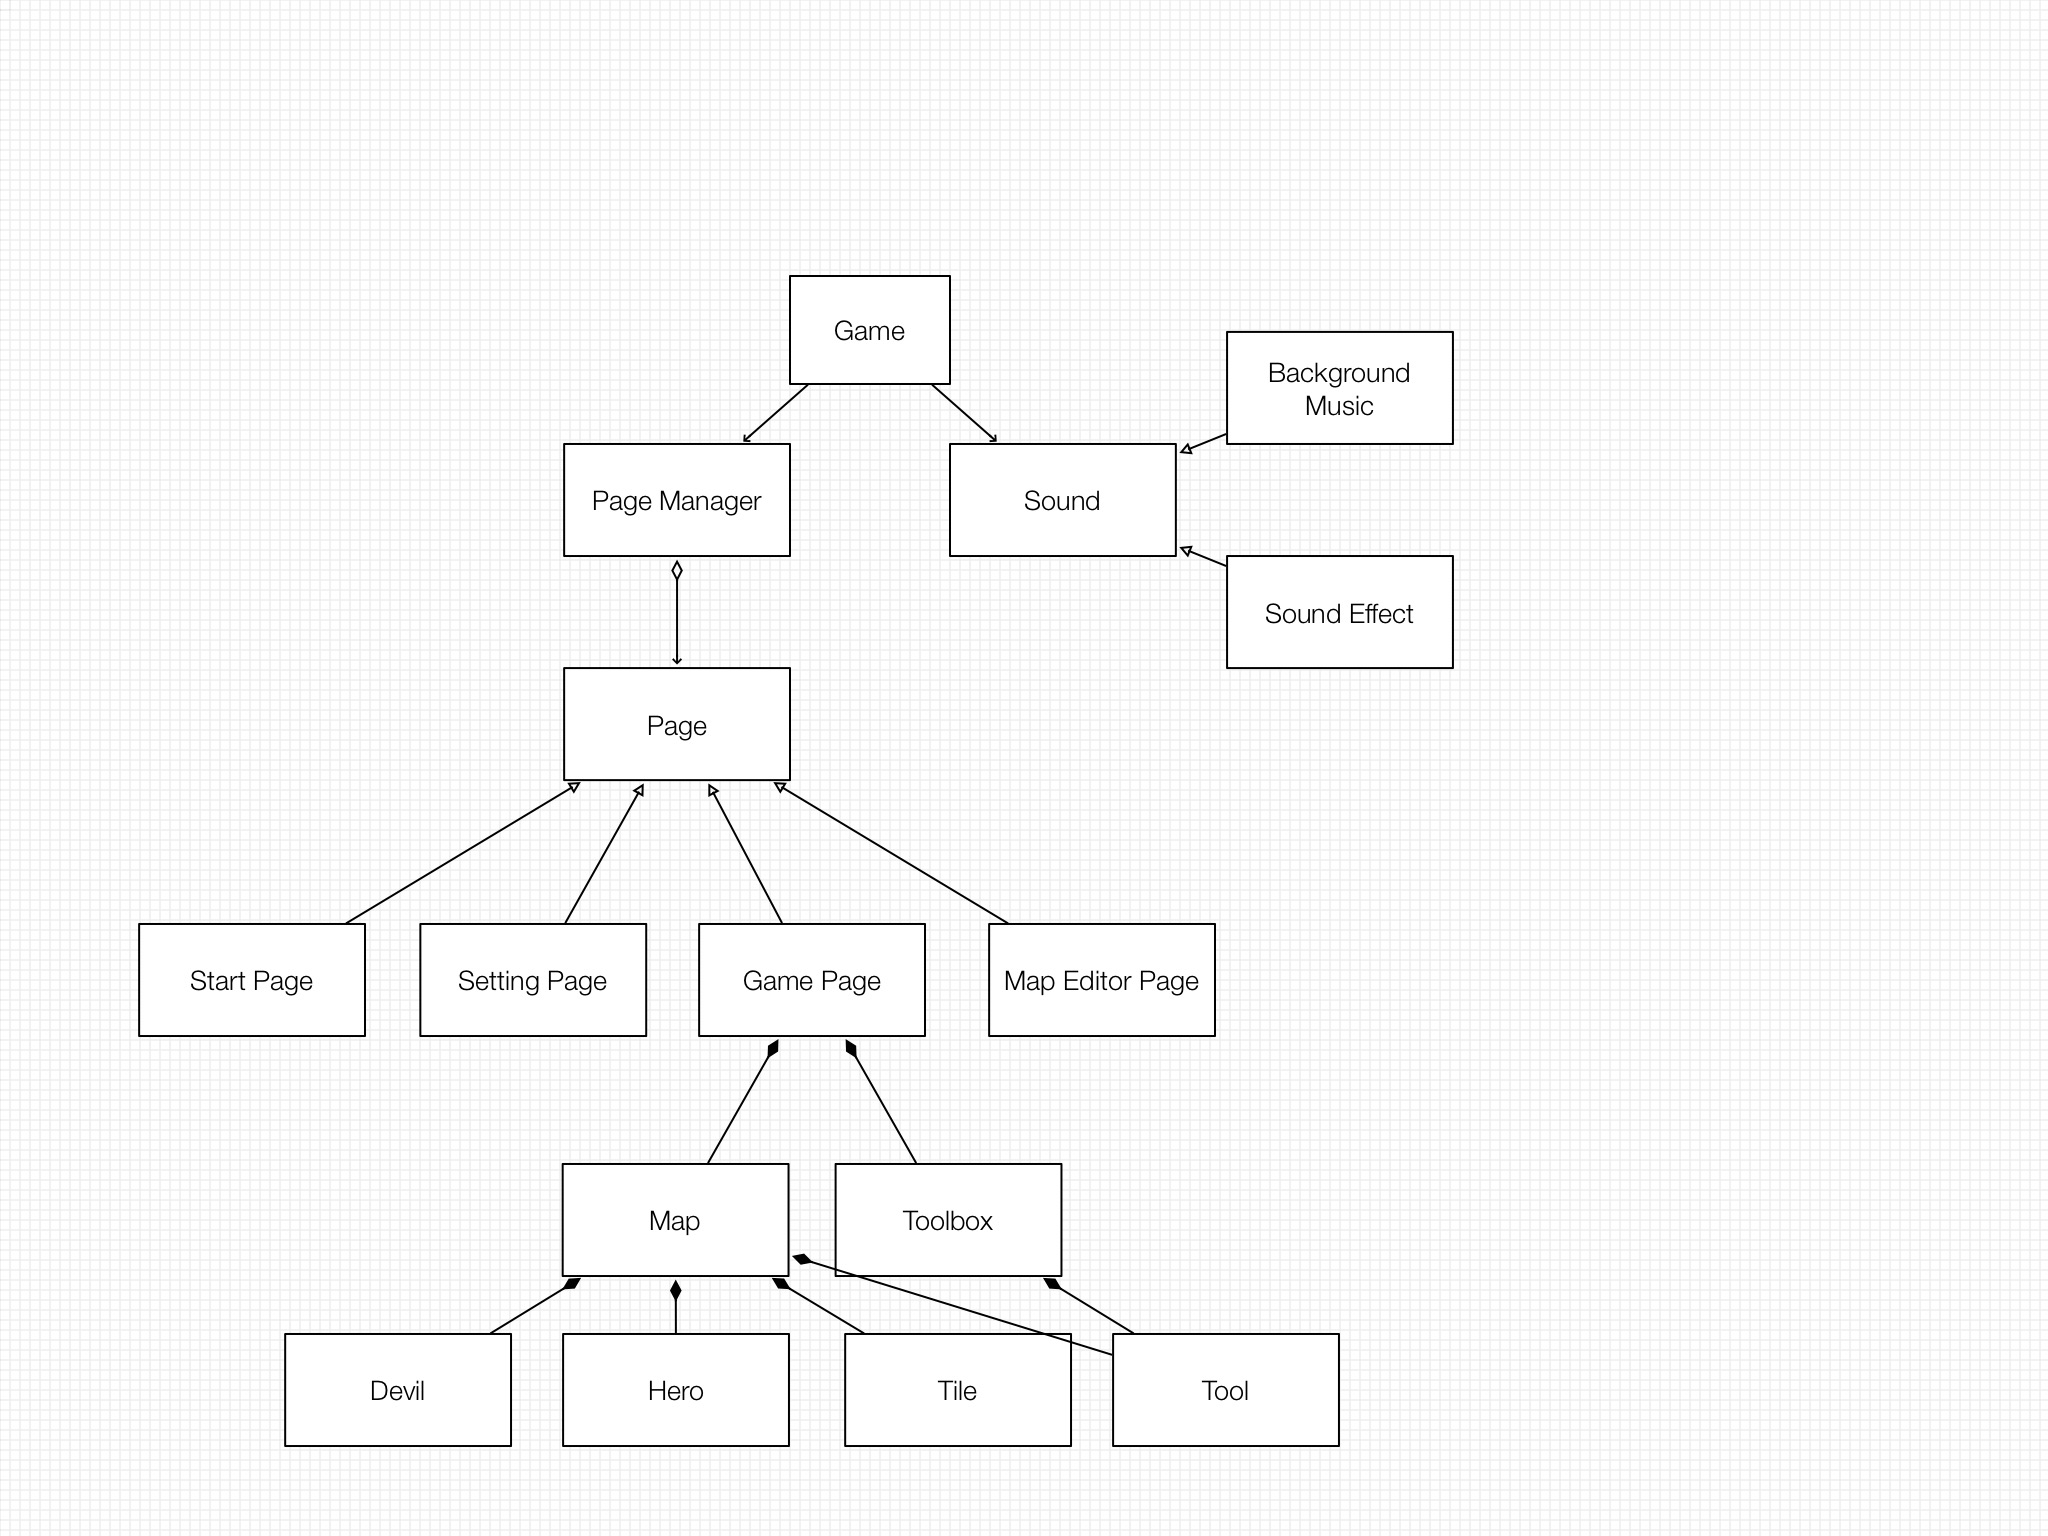 Game
Background
Music
Page Manager
Sound
Sound Effect
Page
Start Page
Setting Page
Game Page
Map Editor Page
Map
Toolbox
Devil
Hero
Tile
Tool